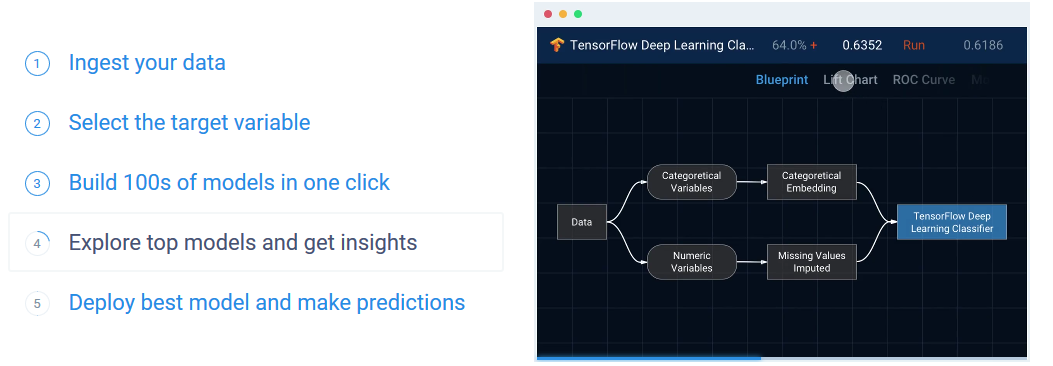 1 Ingest your data
2 Select the target variable
3 Build 100s of models in one click
4 Explore top models and get insights
5 Deploy best model and make predictions
TensorFlow Deep Learning Cla... 64.0% + 0.6352 Run 0.6186
Blueprint Lift Chart ROC Curve
Categoretical
Variables
Categoretical
Embedding
Data
TensorFlow Deep
Learning Classifier
Numeric
Variables
Missing Values
Imputed